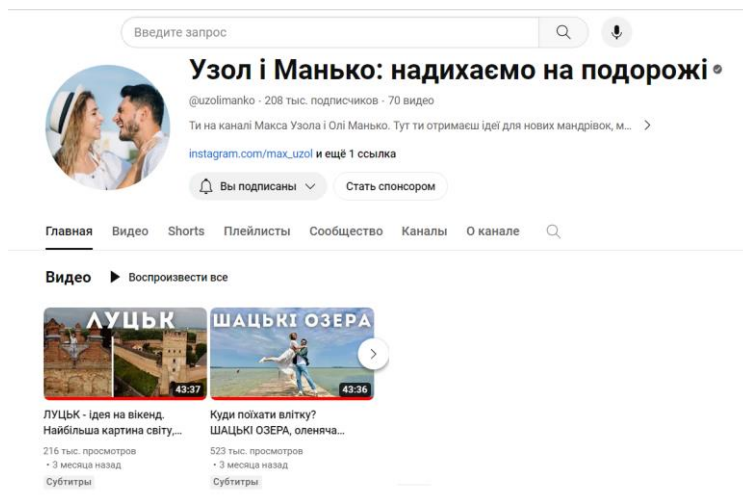 Введите запрос
Узол і Манько: надихаємо на подорожі
@uzolimanko · 208 тыс. подписчиков · 70 видео
Ти на каналі Макса Узола і Олі Манько. Тут ти отримаєш ідеї для нових мандрівок, м...
instagram.com/max_uzol и ещё 1 ссылка
Вы подписаны
Стать спонсором
Главная Видео Shorts Плейлисты Сообщество Каналы О канале
Видео Воспроизвести все
ЛУЦЬК
43:37
ШАЦЬКІ ОЗЕРА
43:36
ЛУЦЬК - ідея на вікенд.
Найбільша картина світу,...
216 тыс. просмотров
• 3 месяца назад
Субтитры
Куди поїхати влітку?
ШАЦЬКІ ОЗЕРА, оленяча...
523 тыс. просмотров
• 3 месяца назад
Субтитры